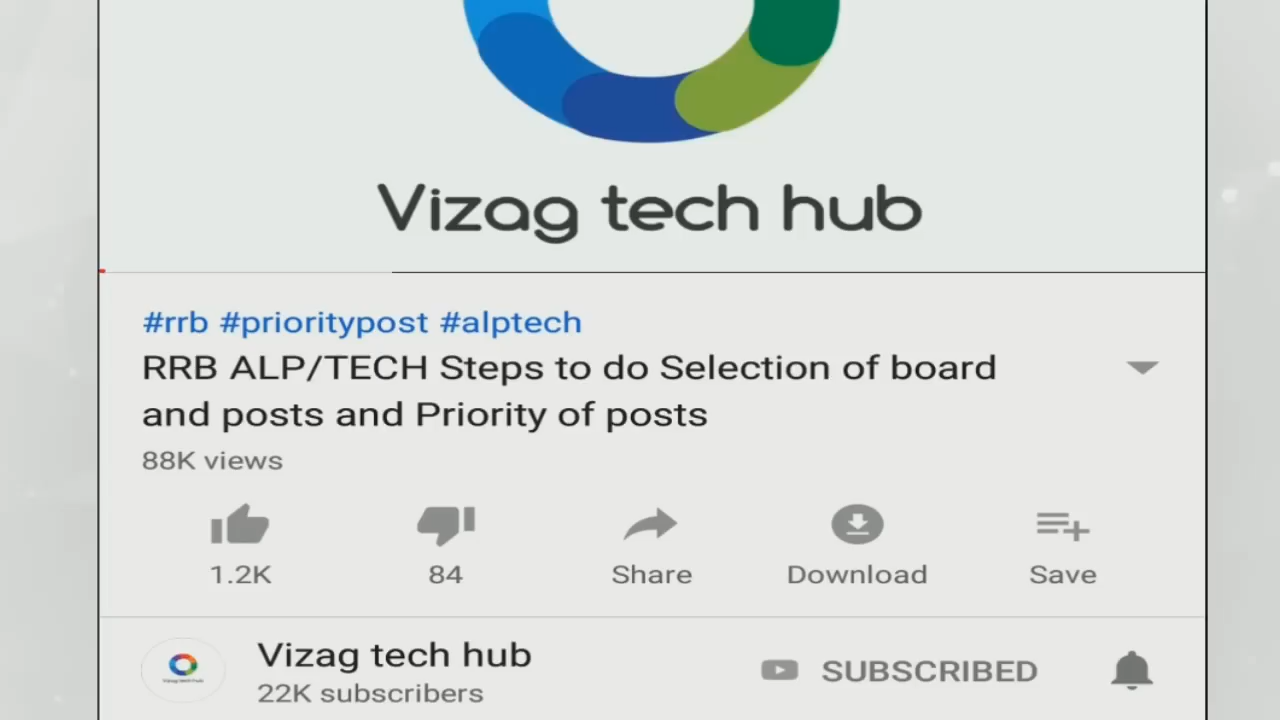 Vizag tech hub
#rrb #prioritypost #alptech
RRB ALP/TECH Steps to do Selection of board
and posts and Priority of posts
88K views
1.2K
84
Share
Download
Save
Vizag tech hub
22K subscribers
SUBSCRIBED